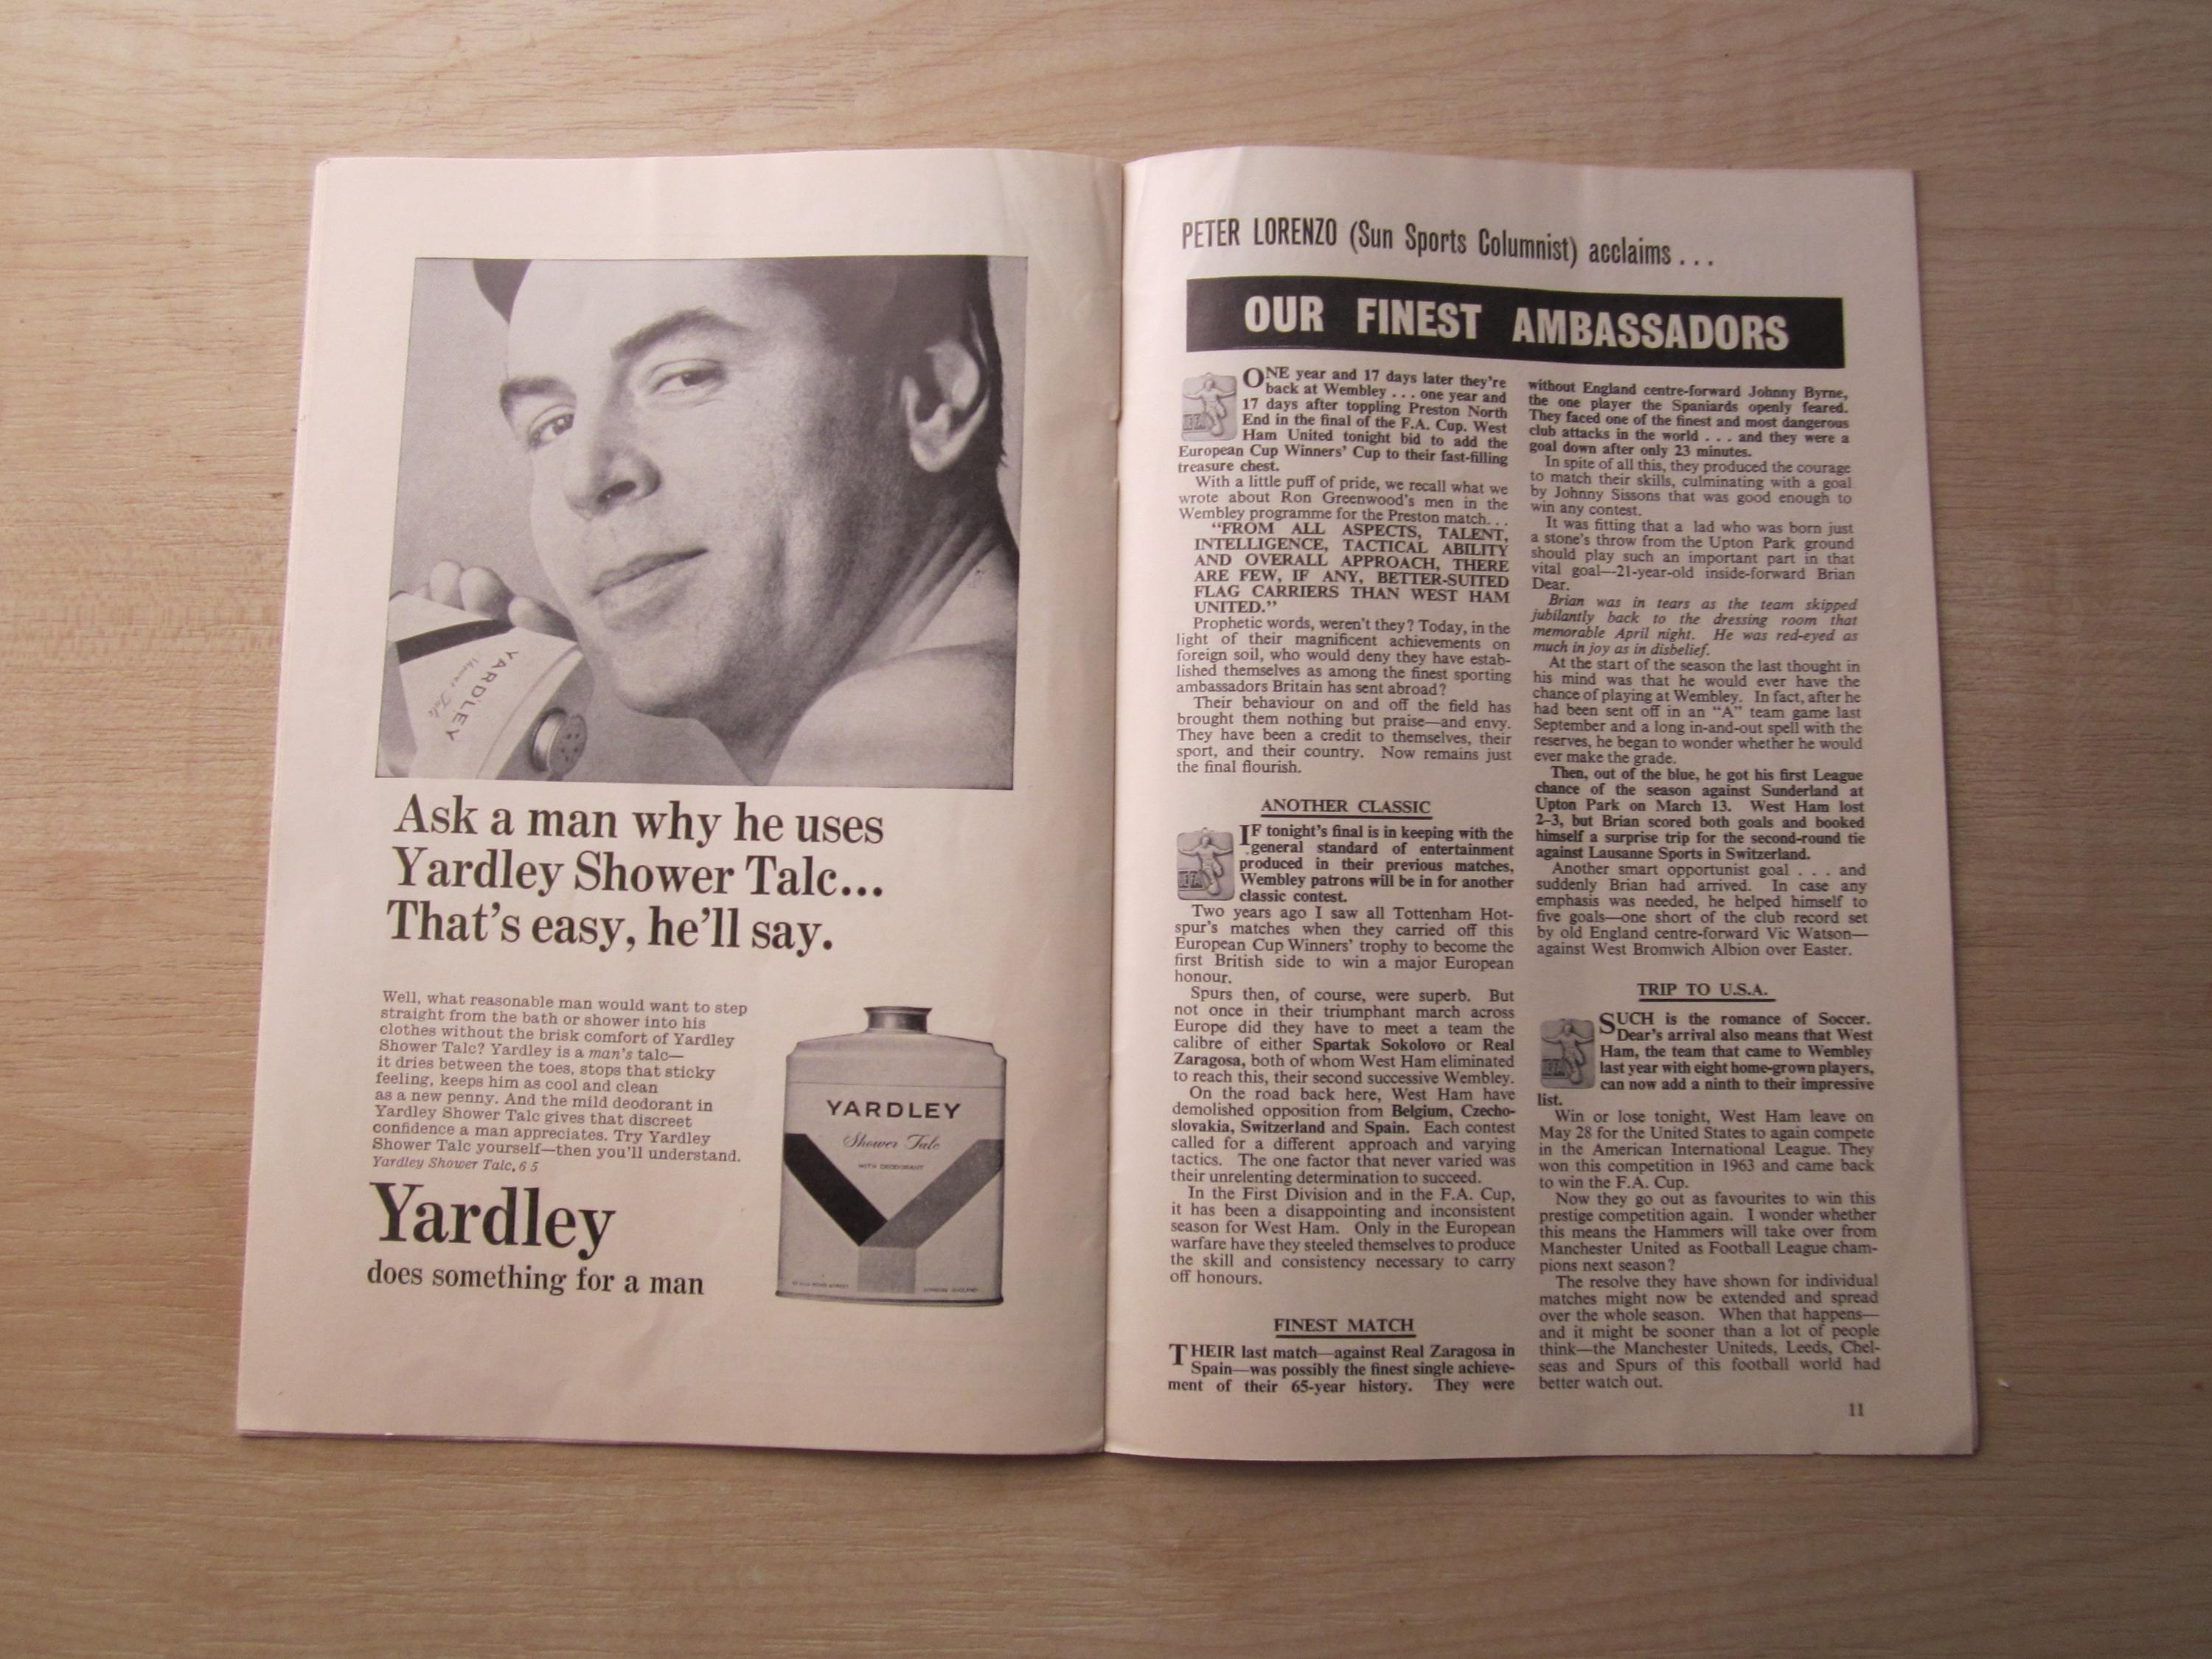 YARDLEY
Shower Talc
Ask a man why he uses
Yardley Shower Talc...
That's easy, he'll say.
Well, what reasonable man would want to step
straight from the bath or shower into his
clothes without the brisk comfort of Yardley
Shower Talc? Yardley is a man's talc—
it dries between the toes, stops that sticky
feeling, keeps him as cool and clean
as a new penny. And the mild deodorant in
Yardley Shower Talc gives that discreet
confidence a man appreciates. Try Yardley
Shower Talc yourself—then you'll understand.
Yardley Shower Talc, 6 5
Yardley
does something for a man
YARDLEY
Shower Talc
WITH DEODORANT
PETER LORENZO (Sun Sports Columnist) acclaims . . .
OUR FINEST AMBASSADORS
ONE year and 17 days later they're
back at Wembley . . . one year and
17 days after toppling Preston North
End in the final of the F.A. Cup. West
Ham United tonight bid to add the
European Cup Winners' Cup to their fast-filling
treasure chest.
With a little puff of pride, we recall what we
wrote about Ron Greenwood's men in the
Wembley programme for the Preston match. . .
"FROM ALL ASPECTS, TALENT,
INTELLIGENCE, TACTICAL ABILITY
AND OVERALL APPROACH, THERE
ARE FEW, IF ANY, BETTER-SUITED
FLAG CARRIERS THAN WEST HAM
UNITED."
Prophetic words, weren't they? Today, in the
light of their magnificent achievements on
foreign soil, who would deny they have estab-
lished themselves as among the finest sporting
ambassadors Britain has sent abroad?
Their behaviour on and off the field has
brought them nothing but praise—and envy.
They have been a credit to themselves, their
sport, and their country. Now remains just
the final flourish.
ANOTHER CLASSIC
IF tonight's final is in keeping with the
general standard of entertainment
produced in their previous matches,
Wembley patrons will be in for another
classic contest.
Two years ago I saw all Tottenham Hot-
spur's matches when they carried off this
European Cup Winners' trophy to become the
first British side to win a major European
honour.
Spurs then, of course, were superb. But
not once in their triumphant march across
Europe did they have to meet a team the
calibre of either Spartak Sokolovo or Real
Zaragosa, both of whom West Ham eliminated
to reach this, their second successive Wembley.
On the road back here, West Ham have
demolished opposition from Belgium, Czecho-
slovakia, Switzerland and Spain. Each contest
called for a different approach and varying
tactics. The one factor that never varied was
their unrelenting determination to succeed.
In the First Division and in the F.A. Cup,
it has been a disappointing and inconsistent
season for West Ham. Only in the European
warfare have they steeled themselves to produce
the skill and consistency necessary to carry
off honours.
FINEST MATCH
THEIR last match—against Real Zaragosa in
Spain—was possibly the finest single achieve-
ment of their 65-year history. They were
without England centre-forward Johnny Byrne,
the one player the Spaniards openly feared.
They faced one of the finest and most dangerous
club attacks in the world . . . and they were a
goal down after only 23 minutes.
In spite of all this, they produced the courage
to match their skills, culminating with a goal
by Johnny Sissons that was good enough to
win any contest.
It was fitting that a lad who was born just
a stone's throw from the Upton Park ground
should play such an important part in that
vital goal—21-year-old inside-forward Brian
Dear.
Brian was in tears as the team skipped
jubilantly back to the dressing room that
memorable April night. He was red-eyed as
much in joy as in disbelief.
At the start of the season the last thought in
his mind was that he would ever have the
chance of playing at Wembley. In fact, after he
had been sent off in an "A" team game last
September and a long in-and-out spell with the
reserves, he began to wonder whether he would
ever make the grade.
Then, out of the blue, he got his first League
chance of the season against Sunderland at
Upton Park on March 13. West Ham lost
2–3, but Brian scored both goals and booked
himself a surprise trip for the second-round tie
against Lausanne Sports in Switzerland.
Another smart opportunist goal . . . and
suddenly Brian had arrived. In case any
emphasis was needed, he helped himself to
five goals—one short of the club record set
by old England centre-forward Vic Watson—
against West Bromwich Albion over Easter.
TRIP TO U.S.A.
SUCH is the romance of Soccer.
Dear's arrival also means that West
Ham, the team that came to Wembley
last year with eight home-grown players,
can now add a ninth to their impressive
list.
Win or lose tonight, West Ham leave on
May 28 for the United States to again compete
in the American International League. They
won this competition in 1963 and came back
to win the F.A. Cup.
Now they go out as favourites to win this
prestige competition again. I wonder whether
this means the Hammers will take over from
Manchester United as Football League cham-
pions next season?
The resolve they have shown for individual
matches might now be extended and spread
over the whole season. When that happens—
and it might be sooner than a lot of people
think—the Manchester Uniteds, Leeds, Chel-
seas and Spurs of this football world had
better watch out.
11